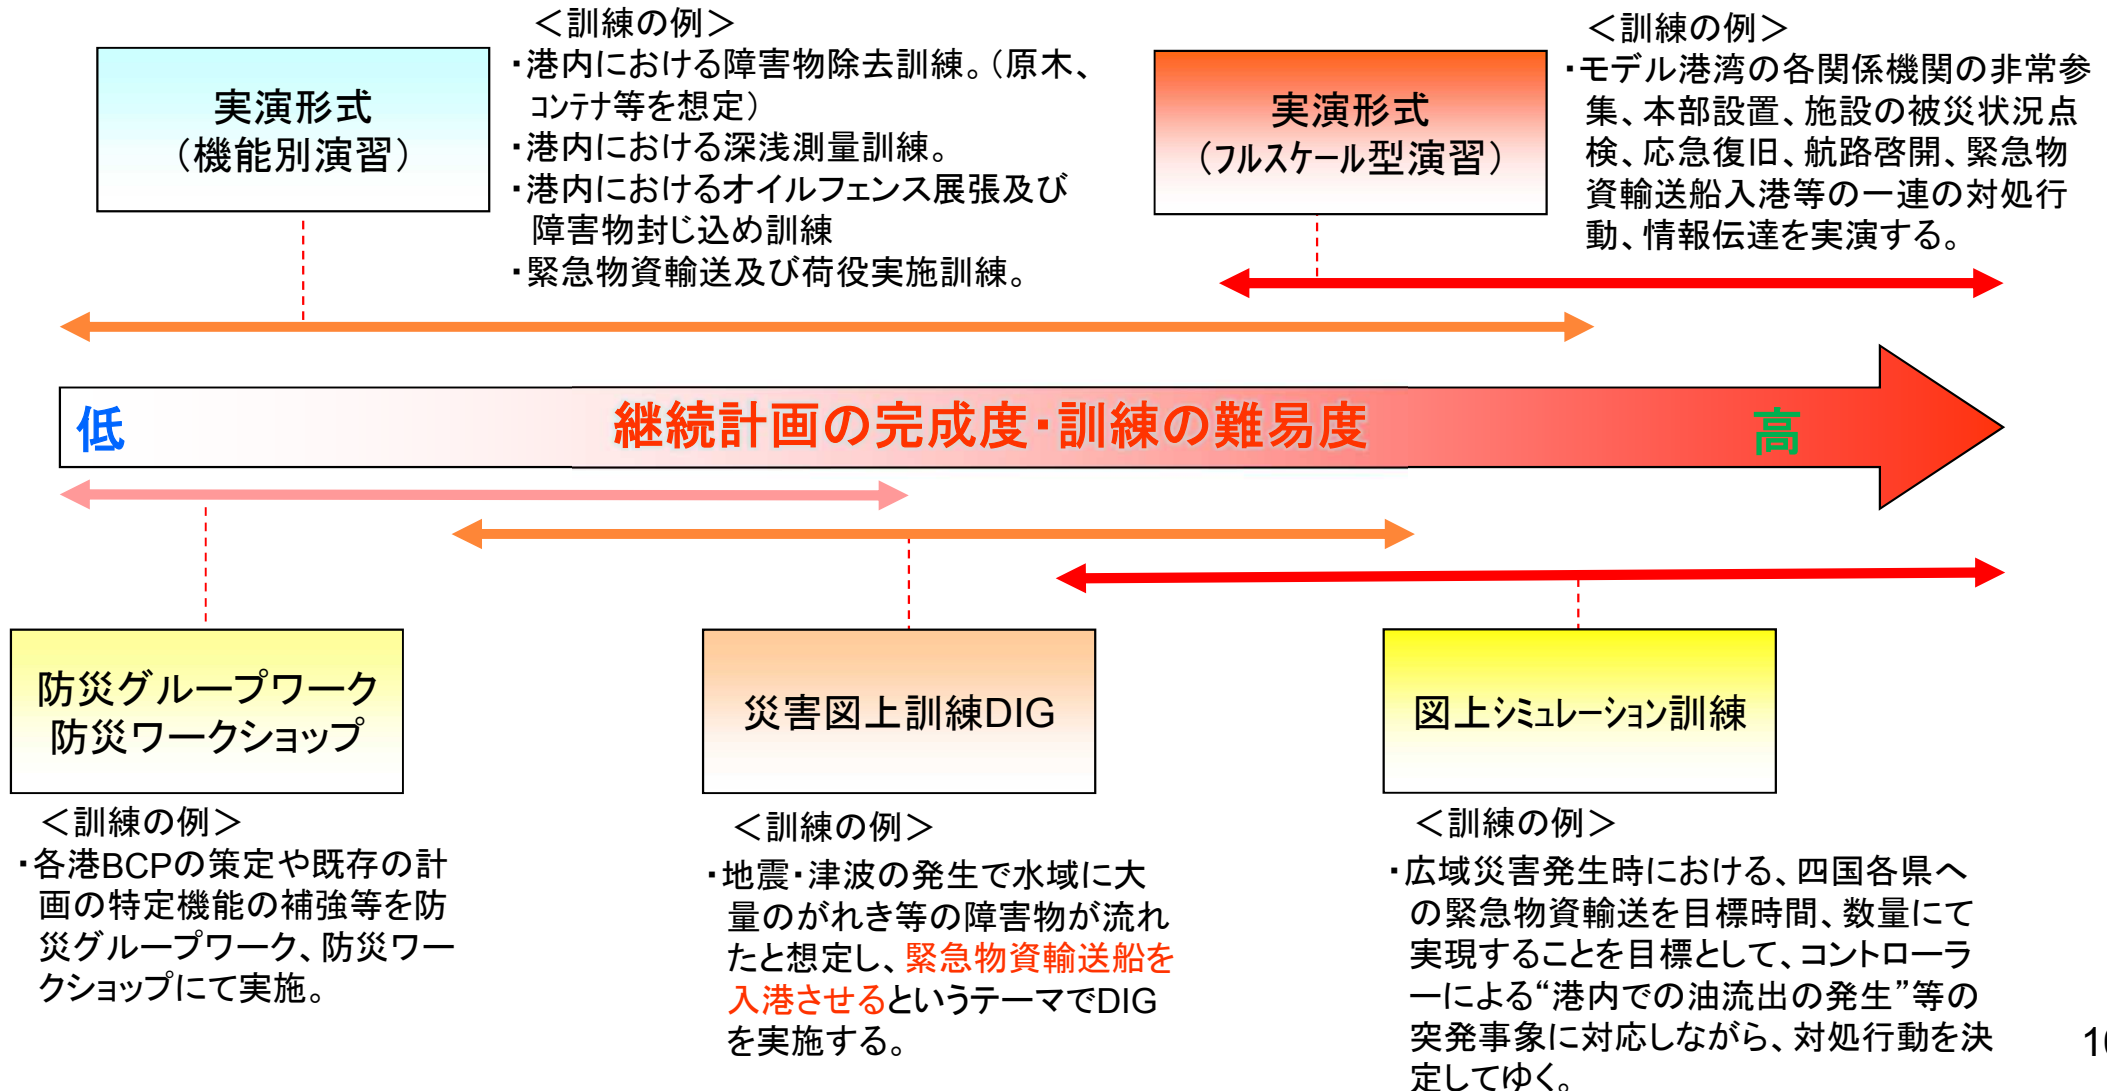 実演形式
（機能別演習）
＜訓練の例＞
・港内における障害物除去訓練。（原木、
コンテナ等を想定）
・港内における深浅測量訓練。
・港内におけるオイルフェンス展張及び
障害物封じ込め訓練
・緊急物資輸送及び荷役実施訓練。
実演形式
（フルスケール型演習）
＜訓練の例＞
・モデル港湾の各関係機関の非常参
集、本部設置、施設の被災状況点
検、応急復旧、航路啓開、緊急物
資輸送船入港等の一連の対処行
動、情報伝達を実演する。
低
継続計画の完成度・訓練の難易度
高
防災グループワーク
防災ワークショップ
＜訓練の例＞
・各港BCPの策定や既存の計
画の特定機能の補強等を防
災グループワーク、防災ワー
クショップにて実施。
災害図上訓練DIG
＜訓練の例＞
・地震・津波の発生で水域に大
量のがれき等の障害物が流れ
たと想定し、緊急物資輸送船を
入港させるというテーマでDIG
を実施する。
図上シミュレーション訓練
＜訓練の例＞
・広域災害発生時における、四国各県へ
の緊急物資輸送を目標時間、数量にて
実現することを目標として、コントローラ
ーによる“港内での油流出の発生”等の
突発事象に対応しながら、対処行動を決
定してゆく。